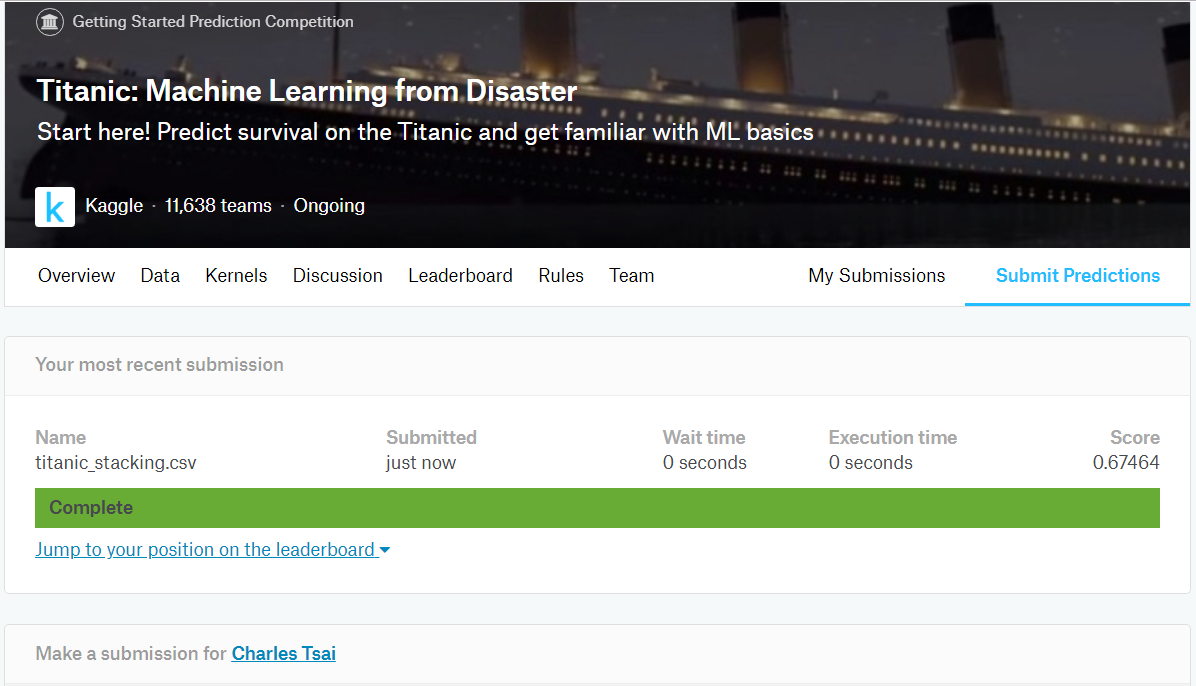 Getting Started Prediction Competition
Titanic: Machine Learning from Disaster
Start here! Predict survival on the Titanic and get familiar with ML basics
k
Kaggle · 11,638 teams · Ongoing
Overview Data Kernels Discussion Leaderboard Rules Team My Submissions Submit Predictions
Your most recent submission
Name Submitted Wait time Execution time Score
titanic_stacking.csv just now 0 seconds 0 seconds 0.67464
Complete
Jump to your position on the leaderboard
Make a submission for Charles Tsai